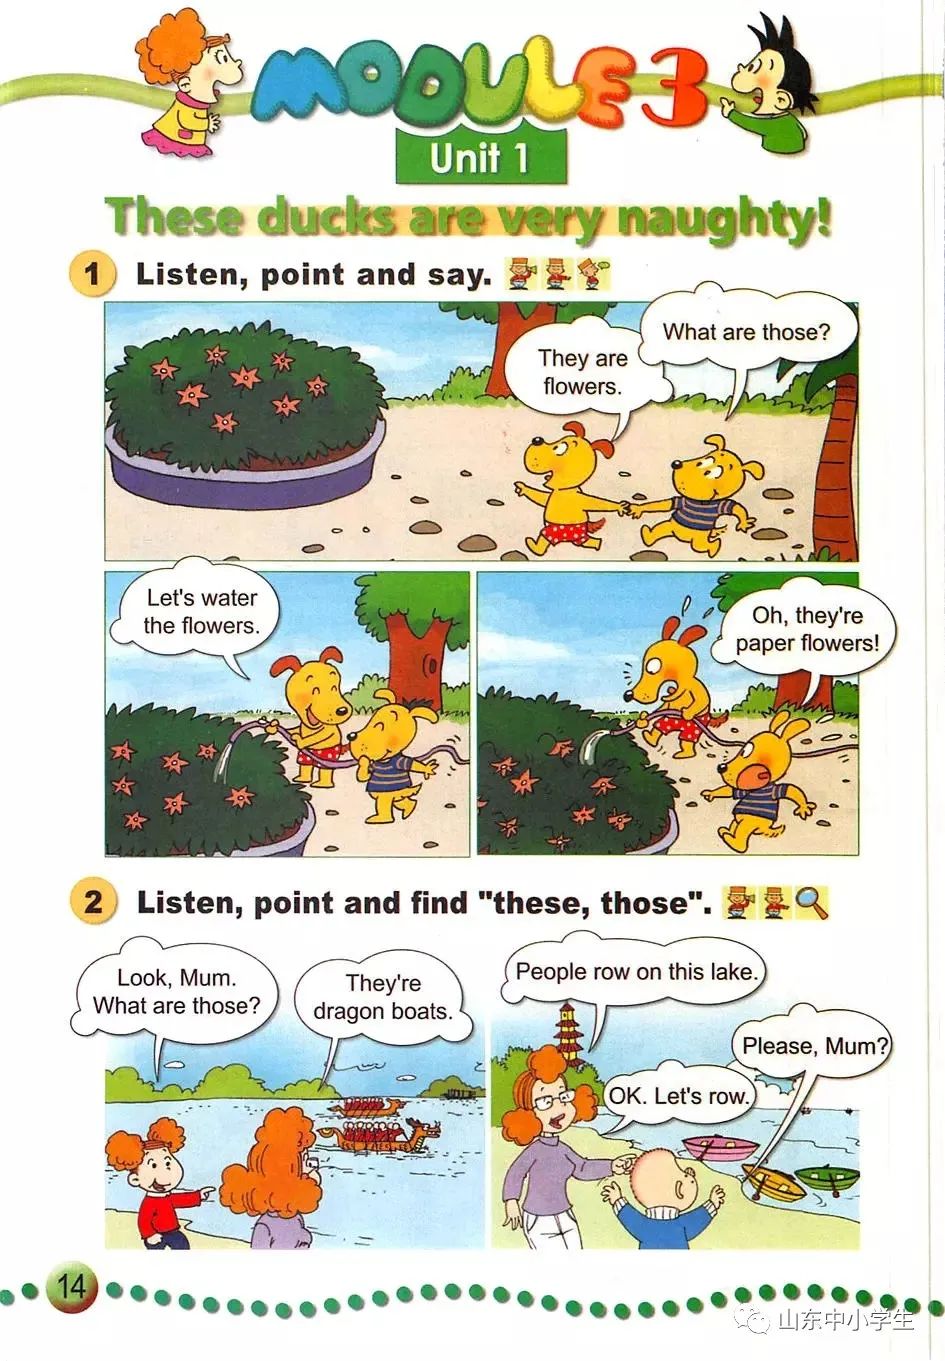 MODULE 3
Unit 1
These ducks are very naughty!
1 Listen, point and say.
What are those?
They are
flowers.
Let's water
the flowers.
Oh, they're
paper flowers!
2 Listen, point and find "these, those".
Look, Mum.
What are those?
They're
dragon boats.
People row on this lake.
Please, Mum?
OK. Let's row.
14
山东中小学生